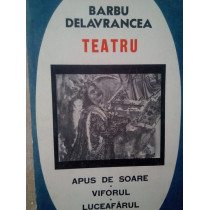 BARBU
DELAVRANCEA
TEATRU
APUS DE SOARE
VIFORUL
LUCEAFĂRUL